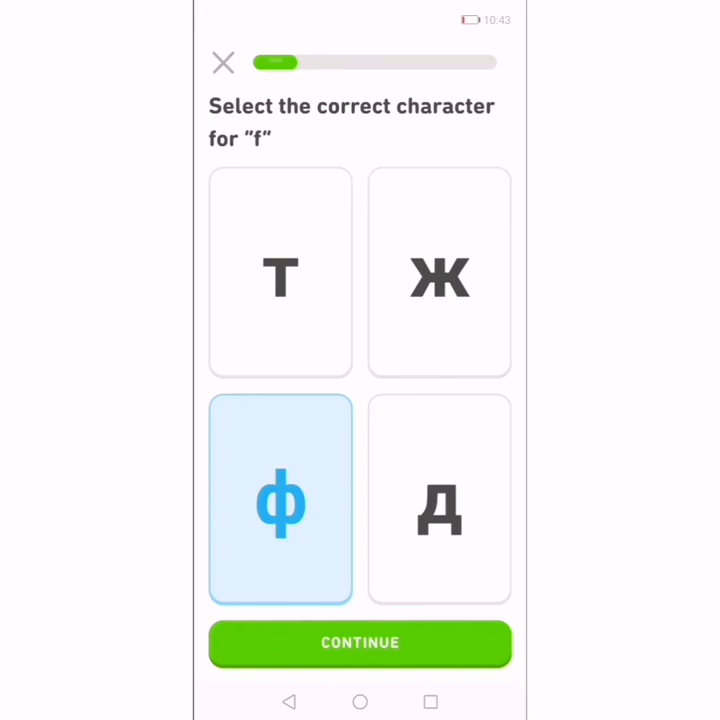 10:43
Select the correct character
for “f”
т
ж
ф
д
CONTINUE